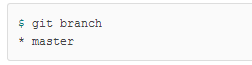 $ git branch
* master